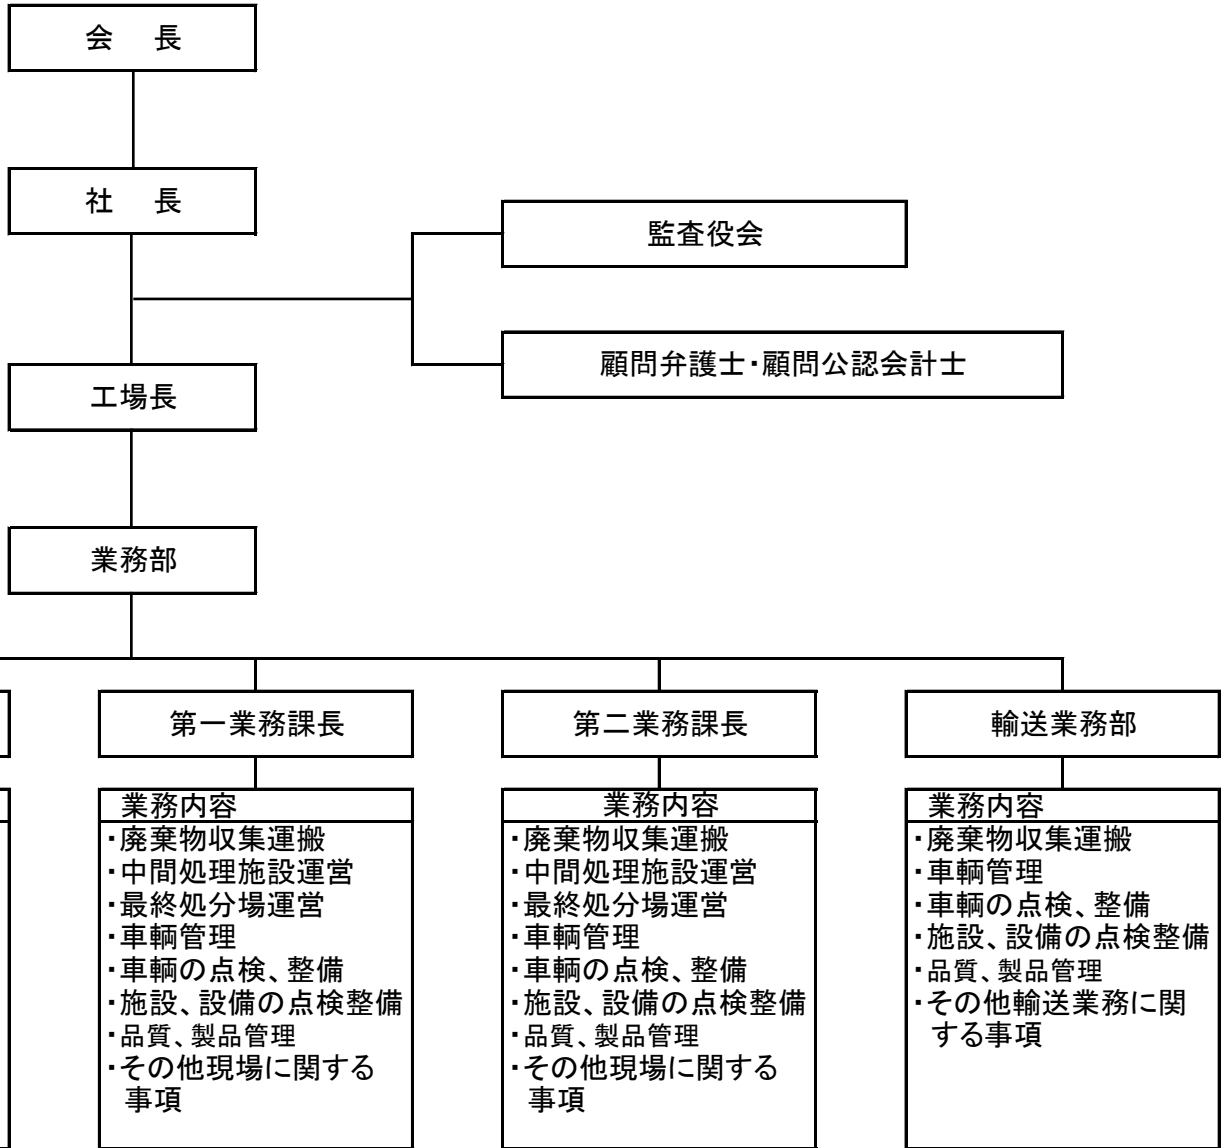 会　長
社　長
監査役会
顧問弁護士・顧問公認会計士
工場長
業務部
第一業務課長
業務内容
・廃棄物収集運搬
・中間処理施設運営
・最終処分場運営
・車輌管理
・車輌の点検、整備
・施設、設備の点検整備
・品質、製品管理
・その他現場に関する
事項
第二業務課長
業務内容
・廃棄物収集運搬
・中間処理施設運営
・最終処分場運営
・車輌管理
・車輌の点検、整備
・施設、設備の点検整備
・品質、製品管理
・その他現場に関する
事項
輸送業務部
業務内容
・廃棄物収集運搬
・車輌管理
・車輌の点検、整備
・施設、設備の点検整備
・品質、製品管理
・その他輸送業務に関
する事項